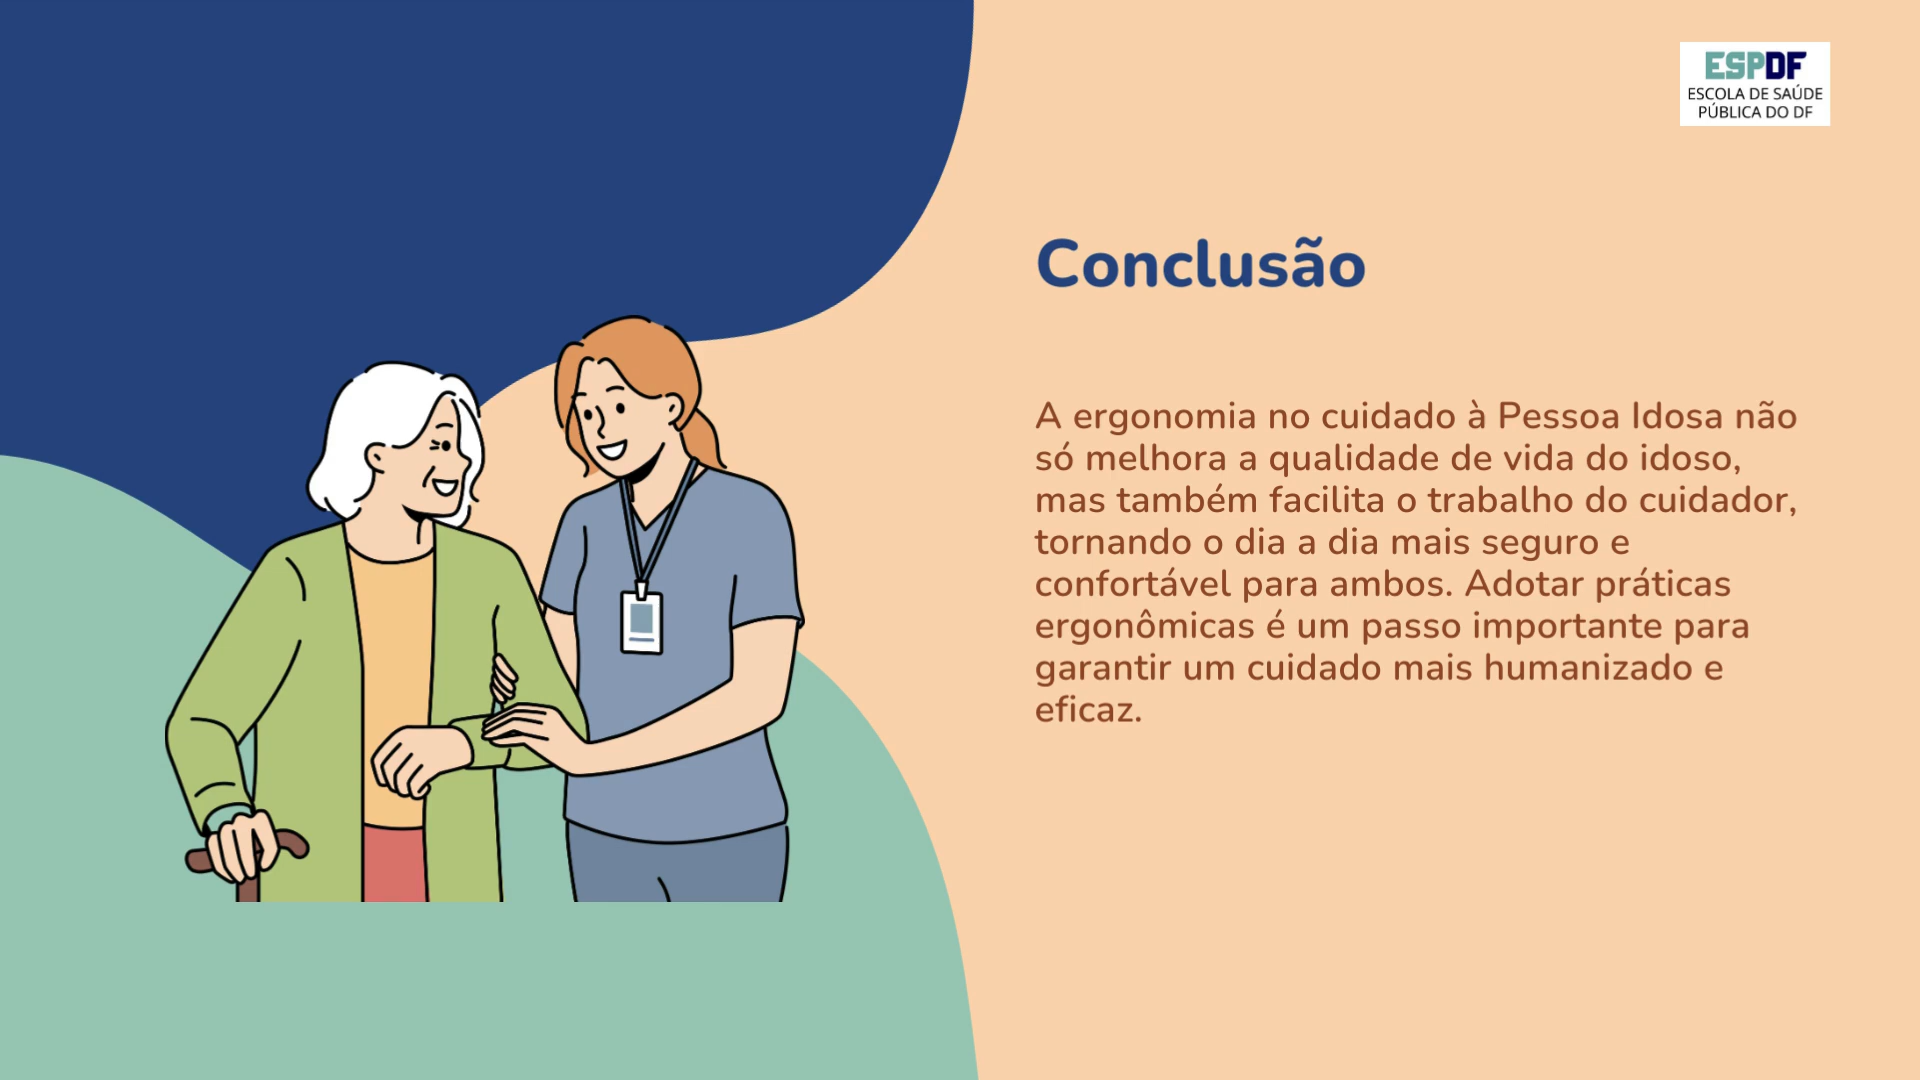 ESPDF
ESCOLA DE SAÚDE
PÚBLICA DO DF
Conclusão
A ergonomia no cuidado à Pessoa Idosa não
só melhora a qualidade de vida do idoso,
mas também facilita o trabalho do cuidador,
tornando o dia a dia mais seguro e
confortável para ambos. Adotar práticas
ergonômicas é um passo importante para
garantir um cuidado mais humanizado e
eficaz.